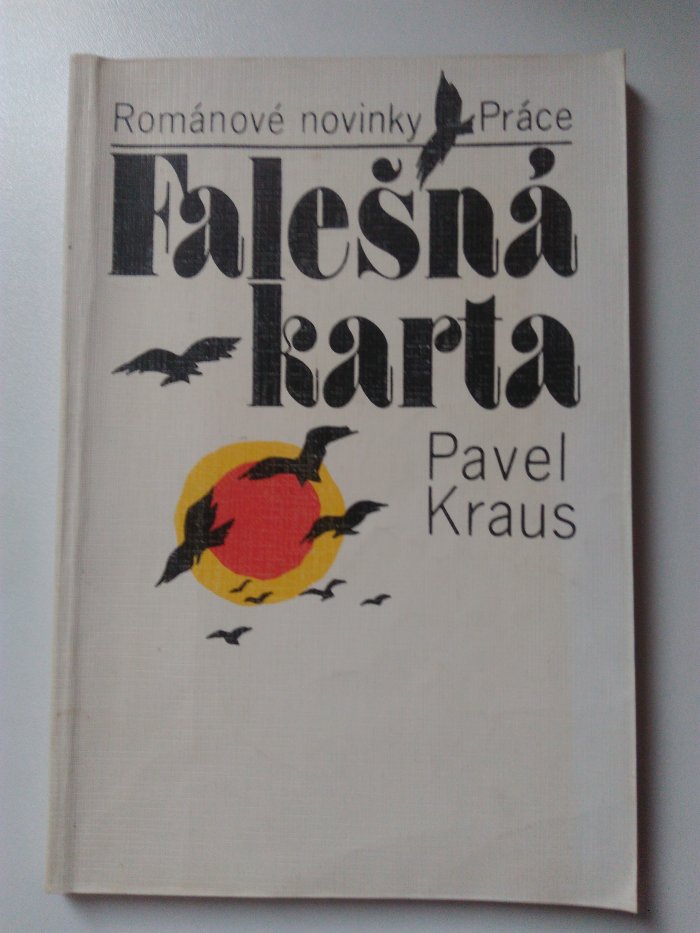 Románové novinky Práce
Falešná
karta
Pavel
Kraus